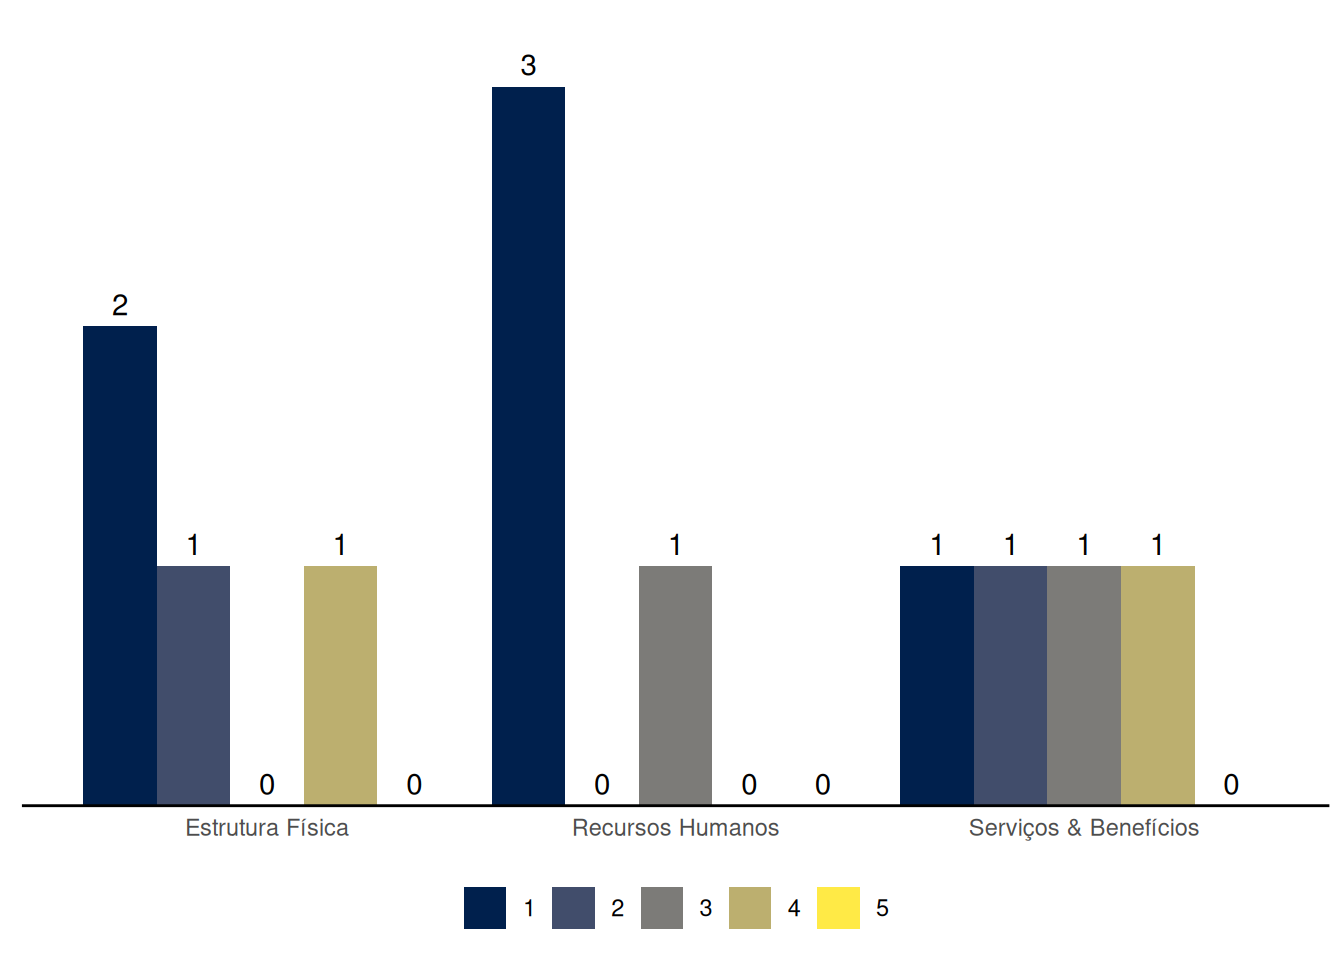 3
2
1 1 1 1 1 1 1
0 0 0 0 0 0
Estrutura Física Recursos Humanos Serviços & Benefícios
1 2 3 4 5